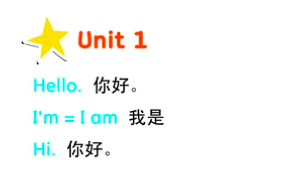 Unit 1
Hello. 你好。
I'm = I am 我是
Hi. 你好。